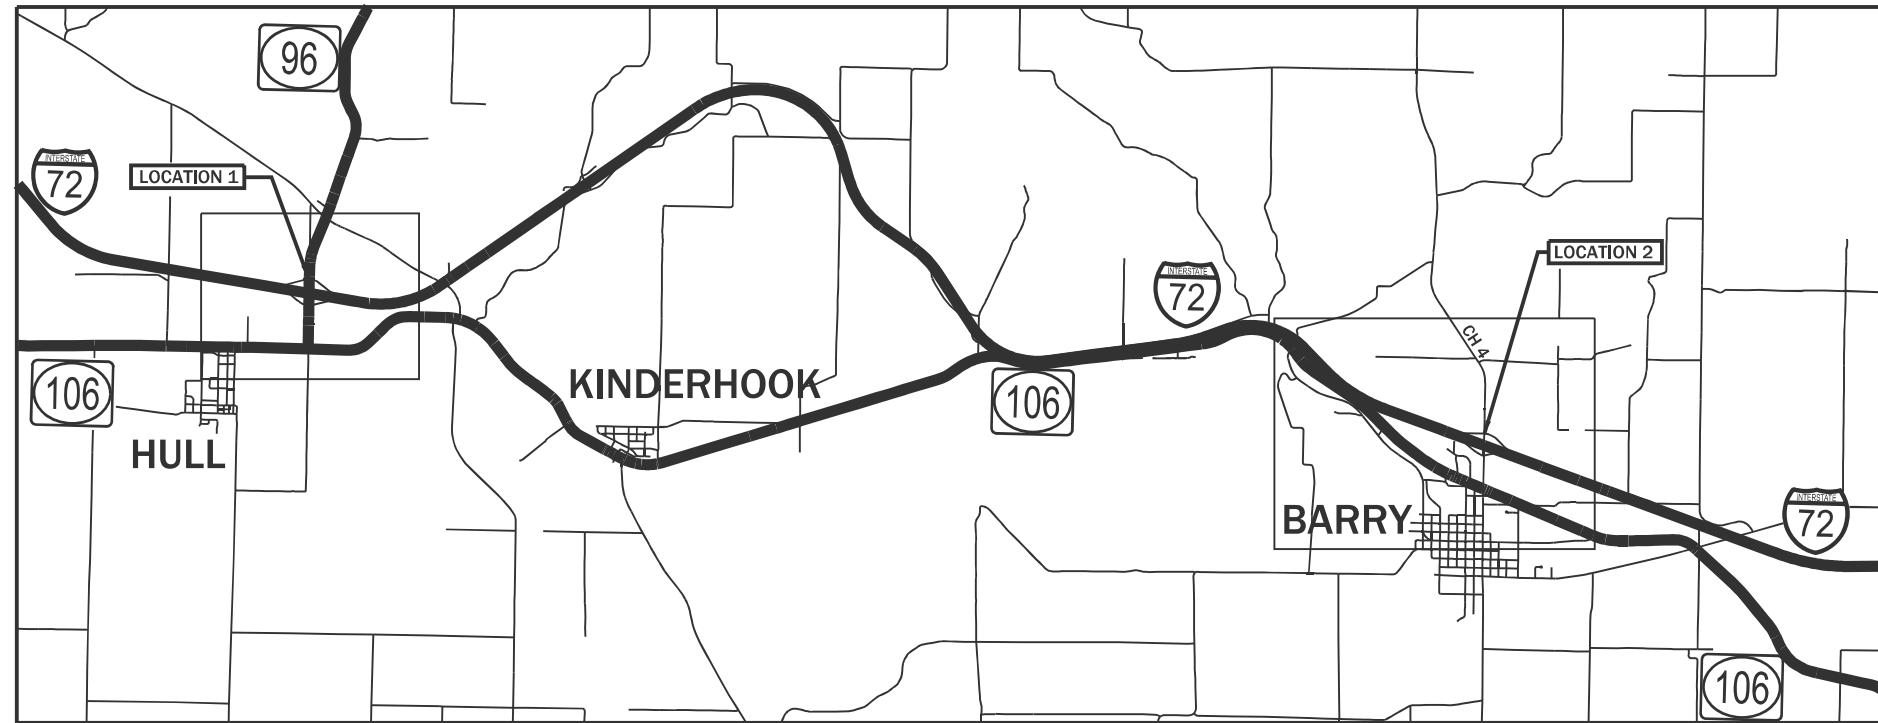 96
INTERSTATE
72
LOCATION 1
LOCATION 2
INTERSTATE
72
CH 4
106
KINDERHOOK
106
HULL
BARRY
INTERSTATE
72
106